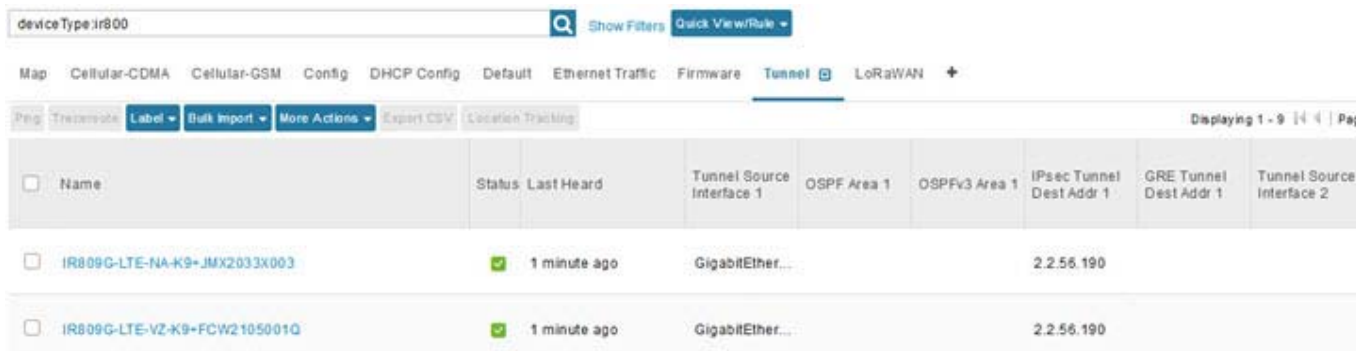 deviceType:ir800 Show Filters Quick View/Rule
Map Cellular-CDMA Cellular-GSM Config DHCP Config Default Ethernet Traffic Firmware Tunnel LoRaWAN +
Ping Traceroute Label Bulk Import More Actions Export CSV Location Tracking Displaying 1 - 9 | Pag
Name Status Last Heard Tunnel Source Interface 1 OSPF Area 1 OSPFv3 Area 1 IPsec Tunnel Dest Addr 1 GRE Tunnel Dest Addr 1 Tunnel Source Interface 2
IR809G-LTE-NA-K9+JMX2033X003 1 minute ago GigabitEther... 2.2.56.190
IR809G-LTE-VZ-K9+FCW2105001Q 1 minute ago GigabitEther... 2.2.56.190